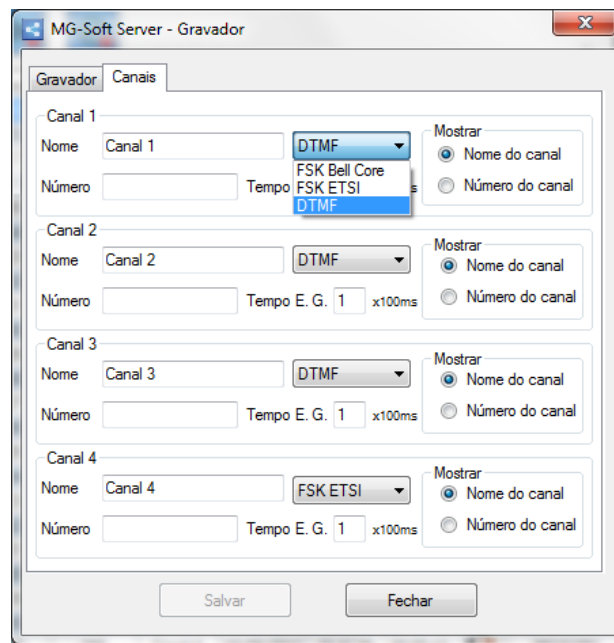 MG-Soft Server - Gravador
Gravador Canais
Canal 1
Nome Canal 1 DTMF
Mostrar
Nome do canal
FSK Bell Core
Número Tempo FSK ETSI s Número do canal
DTMF
Canal 2
Mostrar
Nome Canal 2 DTMF Nome do canal
Número Tempo E. G. 1 x100ms Número do canal
Canal 3
Mostrar
Nome Canal 3 DTMF Nome do canal
Número Tempo E. G. 1 x100ms Número do canal
Canal 4
Mostrar
Nome Canal 4 FSK ETSI Nome do canal
Número Tempo E. G. 1 x100ms Número do canal
Salvar Fechar